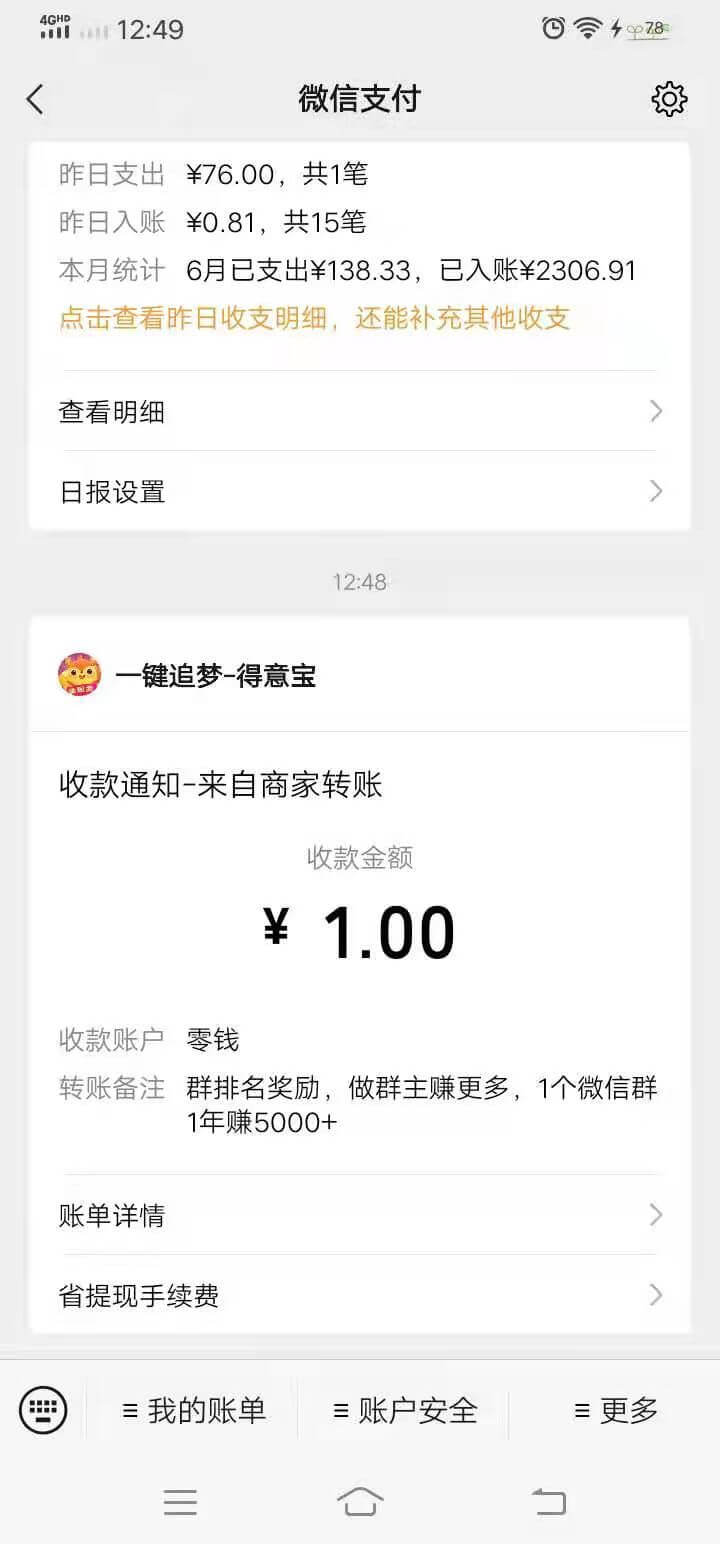 4GHD 12:49 78
微信支付
昨日支出 ¥76.00，共1笔
昨日入账 ¥0.81，共15笔
本月统计 6月已支出¥138.33，已入账¥2306.91
点击查看昨日收支明细，还能补充其他收支
查看明细
日报设置
12:48
一键追梦-得意宝
收款通知-来自商家转账
收款金额
¥ 1.00
收款账户 零钱
转账备注 群排名奖励，做群主赚更多，1个微信群
1年赚5000+
账单详情
省提现手续费
我的账单 账户安全 更多